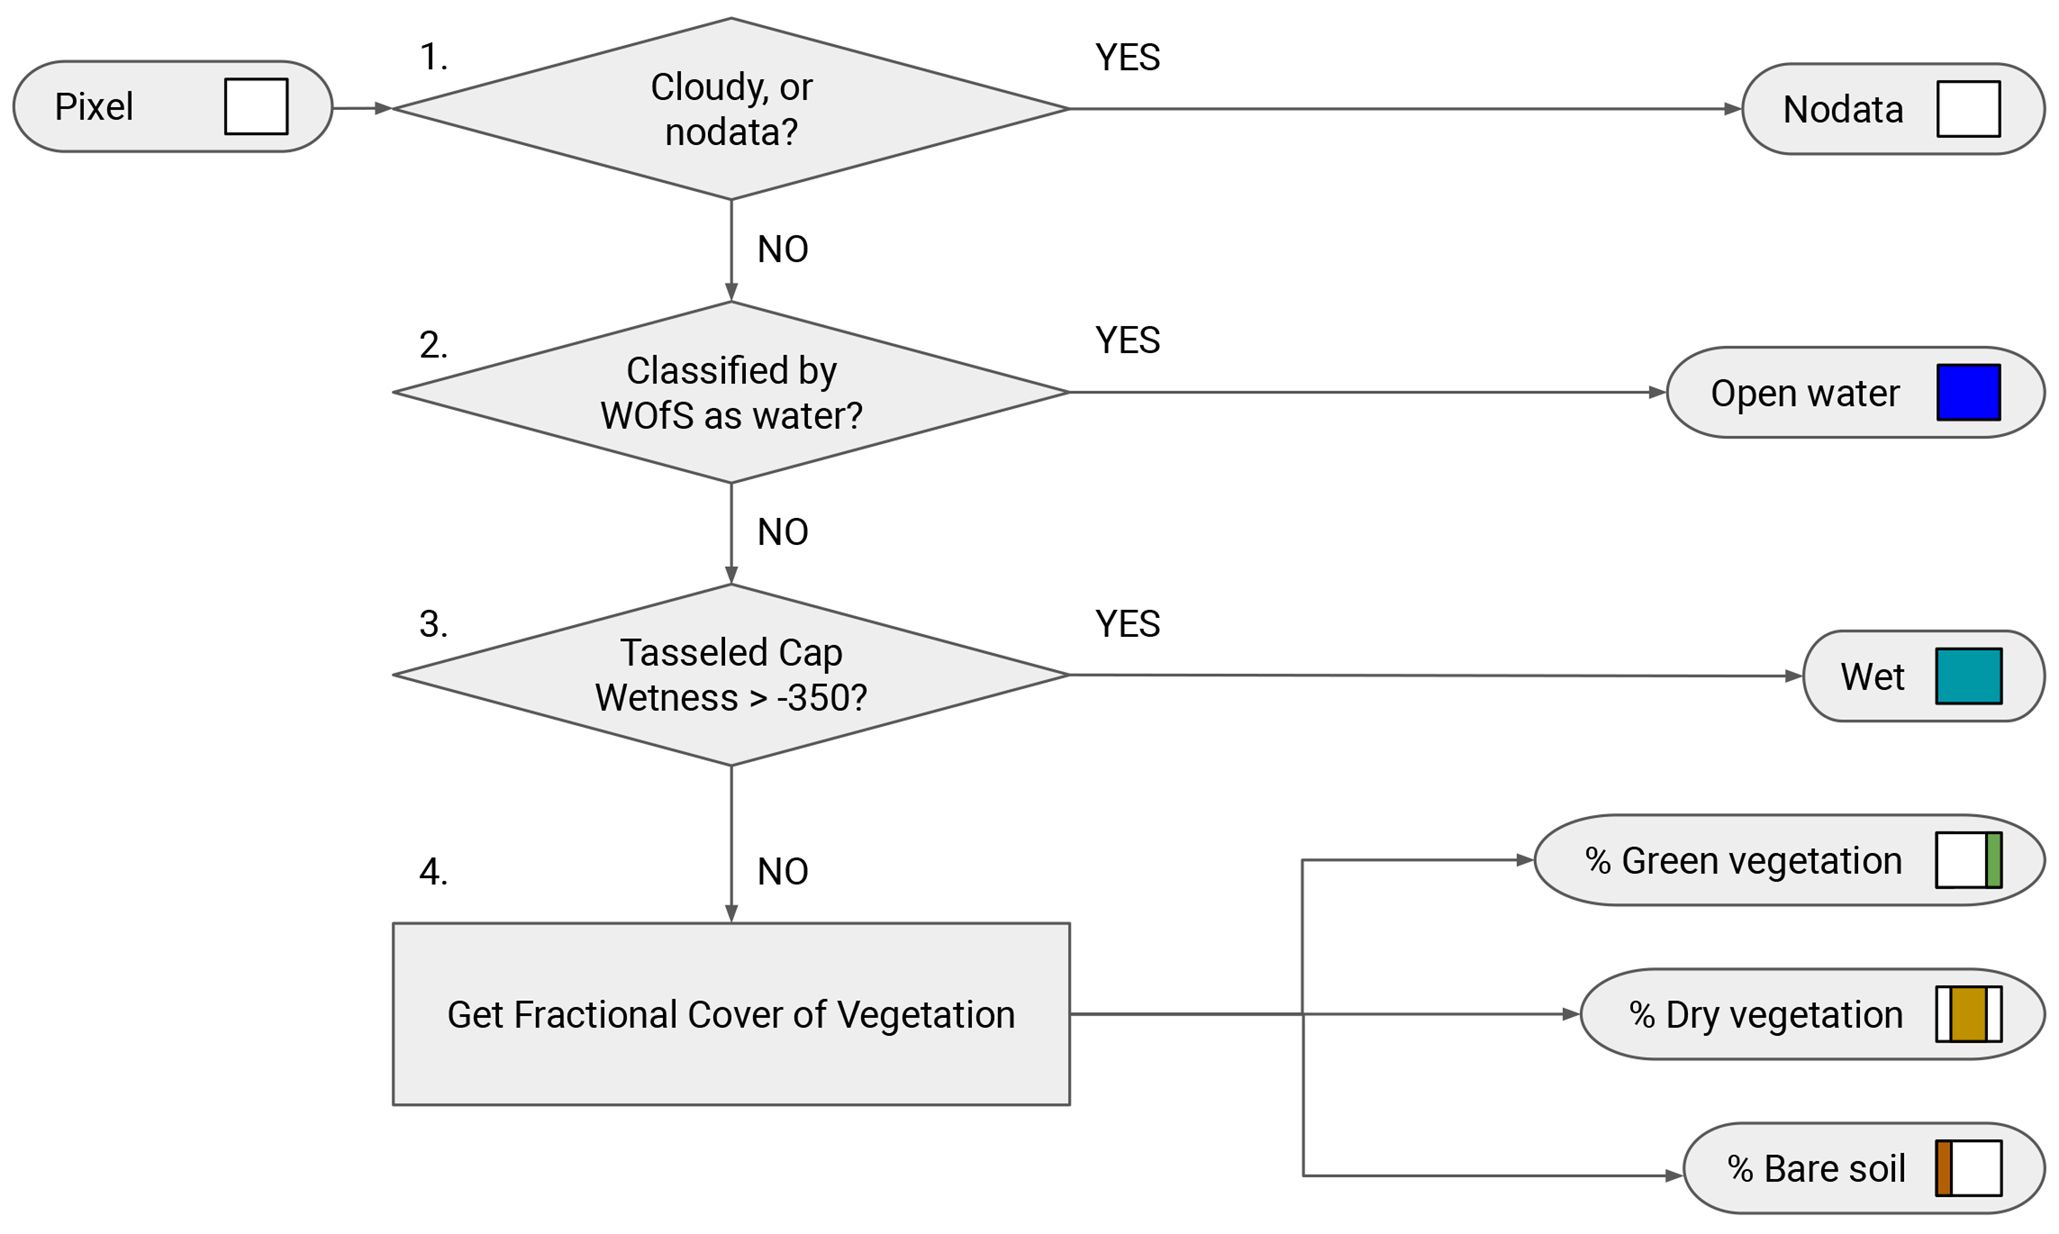 Pixel
1.
Cloudy, or
nodata?
YES
Nodata
NO
2.
Classified by
WOfS as water?
YES
Open water
NO
3.
Tasseled Cap
Wetness > -350?
YES
Wet
NO
4.
Get Fractional Cover of Vegetation
% Green vegetation
% Dry vegetation
% Bare soil